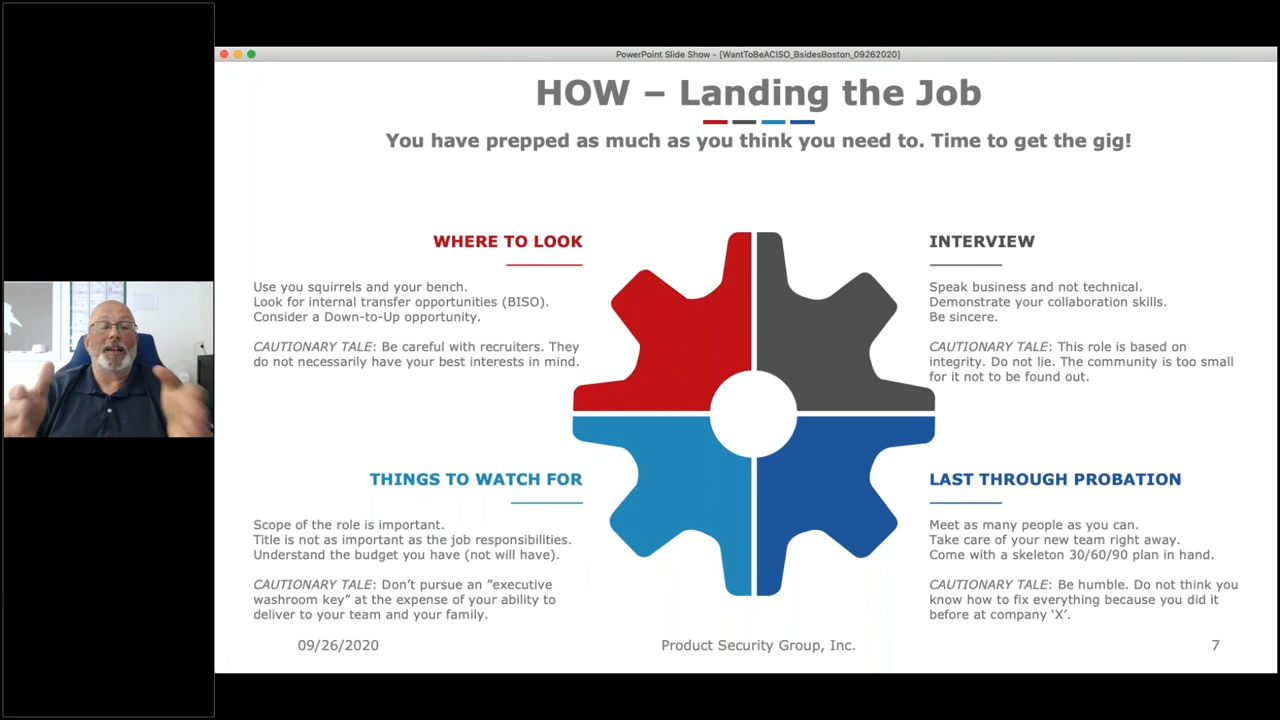 PowerPoint Slide Show - [WantToBeACISO_BsidesBoston_09262020]
HOW – Landing the Job
You have prepped as much as you think you need to. Time to get the gig!
WHERE TO LOOK
Use you squirrels and your bench.
Look for internal transfer opportunities (BISO).
Consider a Down-to-Up opportunity.
CAUTIONARY TALE: Be careful with recruiters. They
do not necessarily have your best interests in mind.
INTERVIEW
Speak business and not technical.
Demonstrate your collaboration skills.
Be sincere.
CAUTIONARY TALE: This role is based on
integrity. Do not lie. The community is too small
for it not to be found out.
THINGS TO WATCH FOR
Scope of the role is important.
Title is not as important as the job responsibilities.
Understand the budget you have (not will have).
CAUTIONARY TALE: Don’t pursue an ”executive
washroom key” at the expense of your ability to
deliver to your team and your family.
LAST THROUGH PROBATION
Meet as many people as you can.
Take care of your new team right away.
Come with a skeleton 30/60/90 plan in hand.
CAUTIONARY TALE: Be humble. Do not think you
know how to fix everything because you did it
before at company ‘X’.
09/26/2020
Product Security Group, Inc.
7